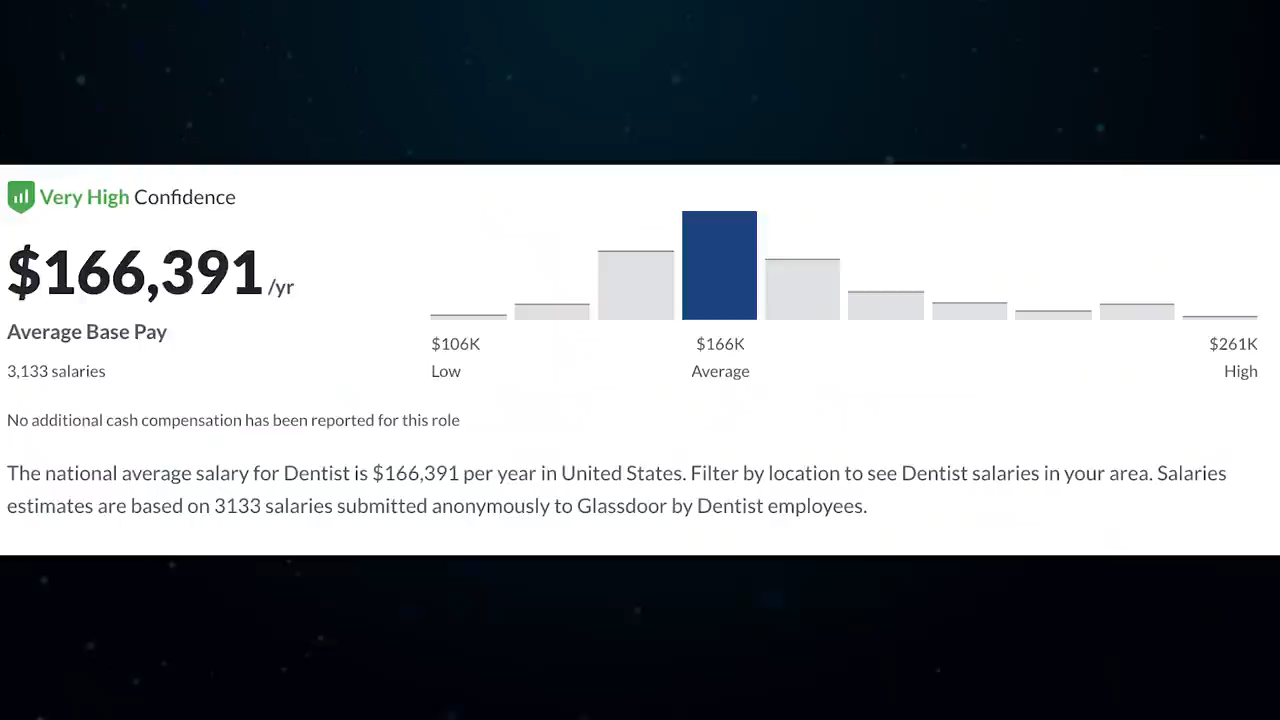 Very High Confidence
$166,391 /yr
Average Base Pay
3,133 salaries
$106K
Low
$166K
Average
$261K
High
No additional cash compensation has been reported for this role
The national average salary for Dentist is $166,391 per year in United States. Filter by location to see Dentist salaries in your area. Salaries
estimates are based on 3133 salaries submitted anonymously to Glassdoor by Dentist employees.